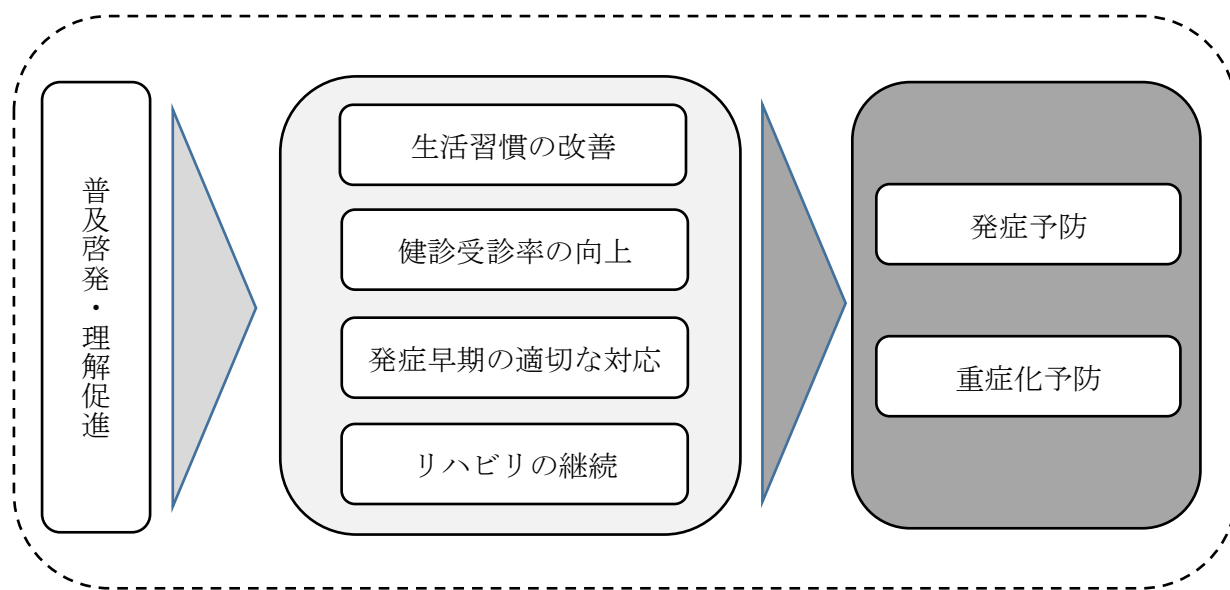 普及啓発・理解促進
生活習慣の改善
健診受診率の向上
発症早期の適切な対応
リハビリの継続
発症予防
重症化予防